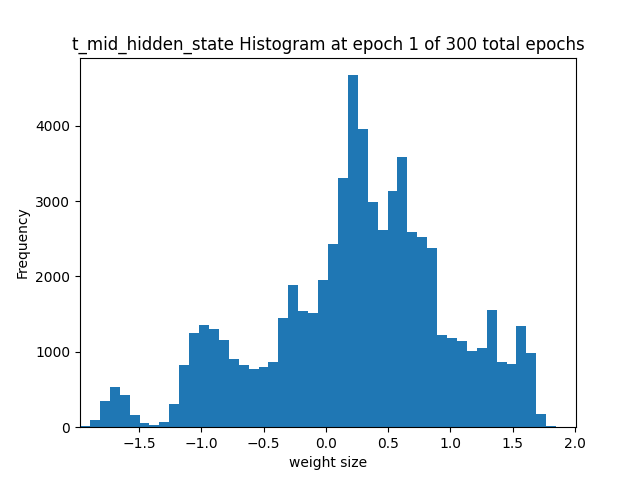 t_mid_hidden_state Histogram at epoch 1 of 300 total epochs
Frequency
4000
3000
2000
1000
0
−1.5 −1.0 −0.5 0.0 0.5 1.0 1.5 2.0
weight size